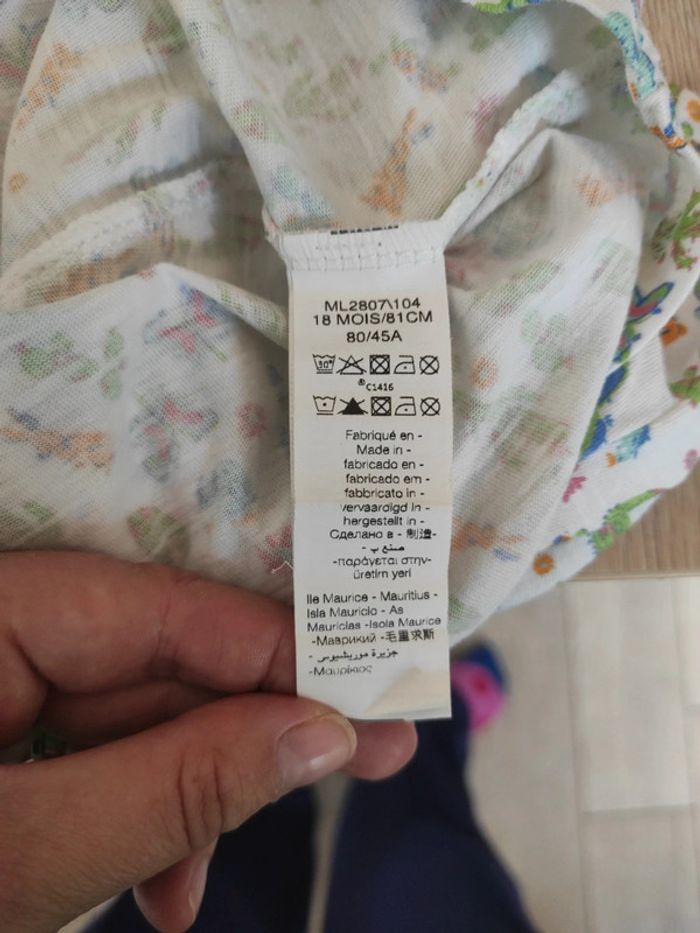 ML2807\104
18 MOIS/81CM
80/45A
30°
®C1416
Fabriqué en -
Made in -
fabricado en -
fabricado em -
fabbricato in -
vervaardigd in -
hergestellt in -
Сделано в - 制造-
- صنع ب -
-παράγεται στην-
üretim yeri
Ile Maurice - Mauritius -
Isla Mauricio - As
Mauricias -Isola Maurice
-Маврикий -毛里求斯
جزيرة موريشيوس -
-Μαυρίκιος